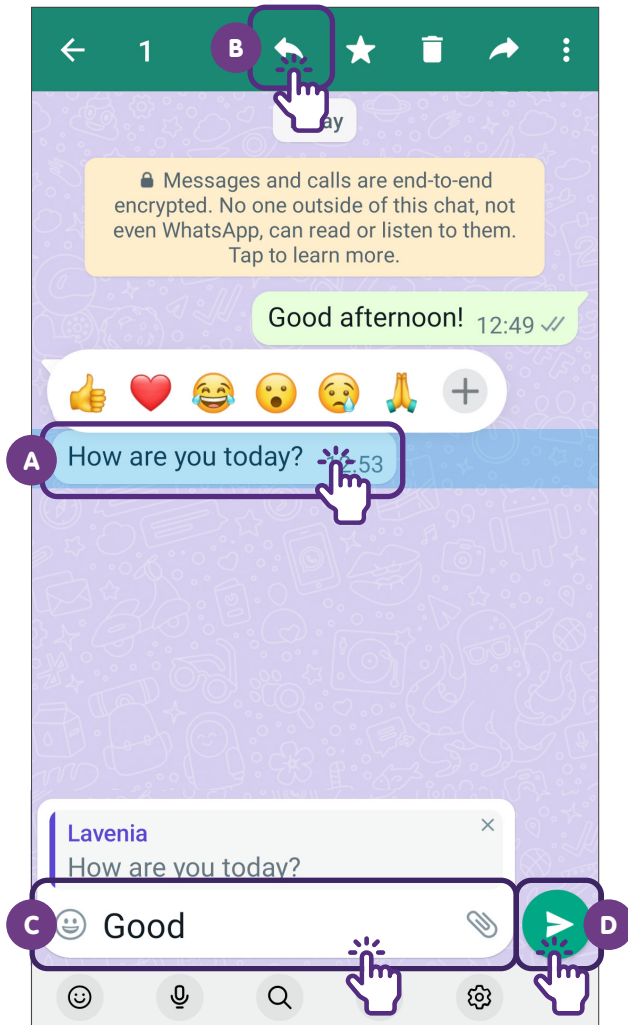 1
B
ay
Messages and calls are end-to-end
encrypted. No one outside of this chat, not
even WhatsApp, can read or listen to them.
Tap to learn more.
Good afternoon! 12:49
A
How are you today? :53
Lavenia
How are you today?
C
Good
D